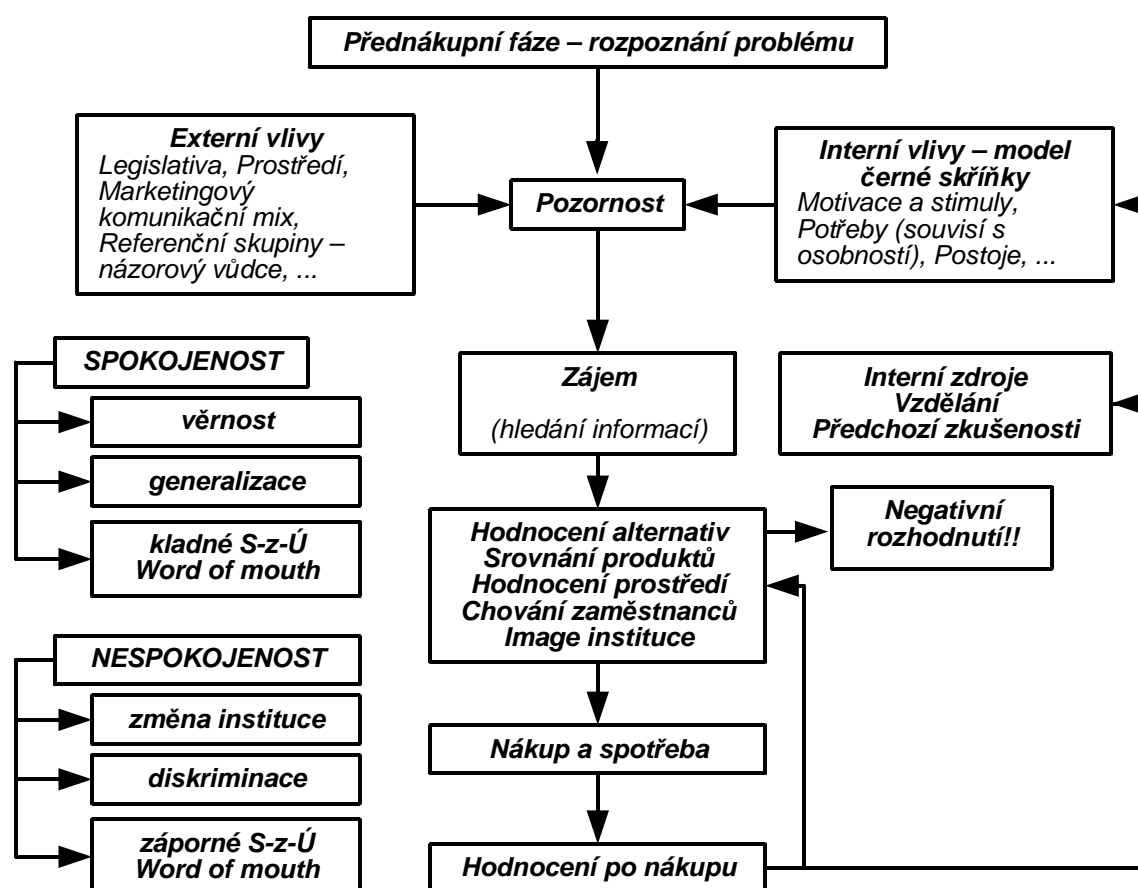 Přednákupní fáze – rozpoznání problému
Externí vlivy
Legislativa, Prostředí,
Marketingový
komunikační mix,
Referenční skupiny –
názorový vůdce, ...
Pozornost
Interní vlivy – model
černé skříňky
Motivace a stimuly,
Potřeby (souvisí s
osobností), Postoje, ...
SPOKOJENOST
věrnost
generalizace
kladné S-z-Ú
Word of mouth
Zájem
(hledání informací)
Interní zdroje
Vzdělání
Předchozí zkušenosti
Hodnocení alternativ
Srovnání produktů
Hodnocení prostředí
Chování zaměstnanců
Image instituce
Negativní
rozhodnutí!!
NESPOKOJENOST
změna instituce
diskriminace
záporné S-z-Ú
Word of mouth
Nákup a spotřeba
Hodnocení po nákupu